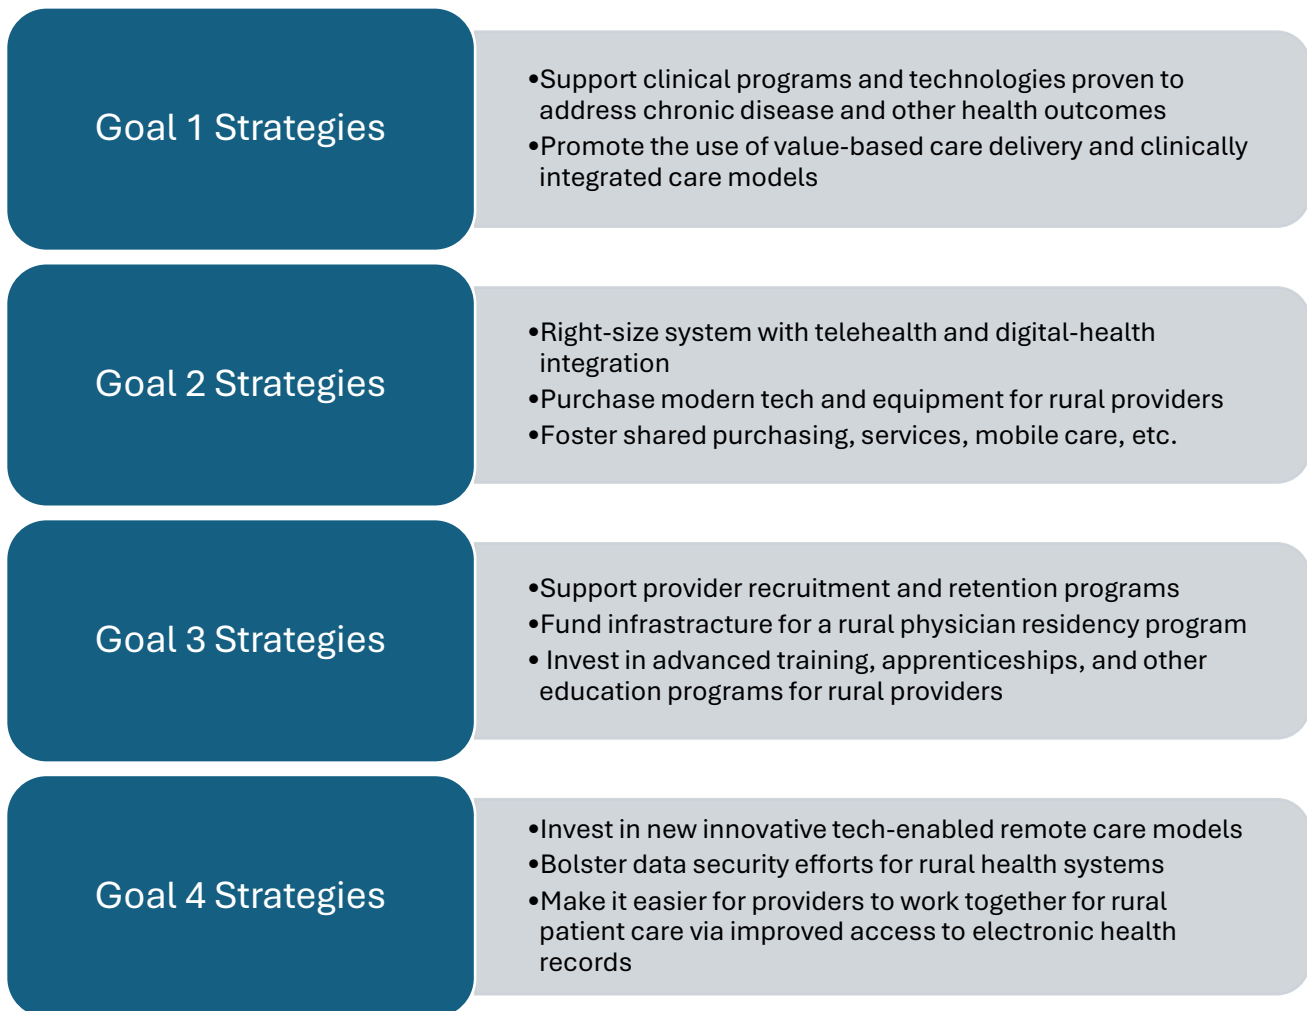 Goal 1 Strategies
•Support clinical programs and technologies proven to
address chronic disease and other health outcomes
•Promote the use of value-based care delivery and clinically
integrated care models
Goal 2 Strategies
•Right-size system with telehealth and digital-health
integration
•Purchase modern tech and equipment for rural providers
•Foster shared purchasing, services, mobile care, etc.
Goal 3 Strategies
•Support provider recruitment and retention programs
•Fund infrastracture for a rural physician residency program
• Invest in advanced training, apprenticeships, and other
education programs for rural providers
Goal 4 Strategies
•Invest in new innovative tech-enabled remote care models
•Bolster data security efforts for rural health systems
•Make it easier for providers to work together for rural
patient care via improved access to electronic health
records